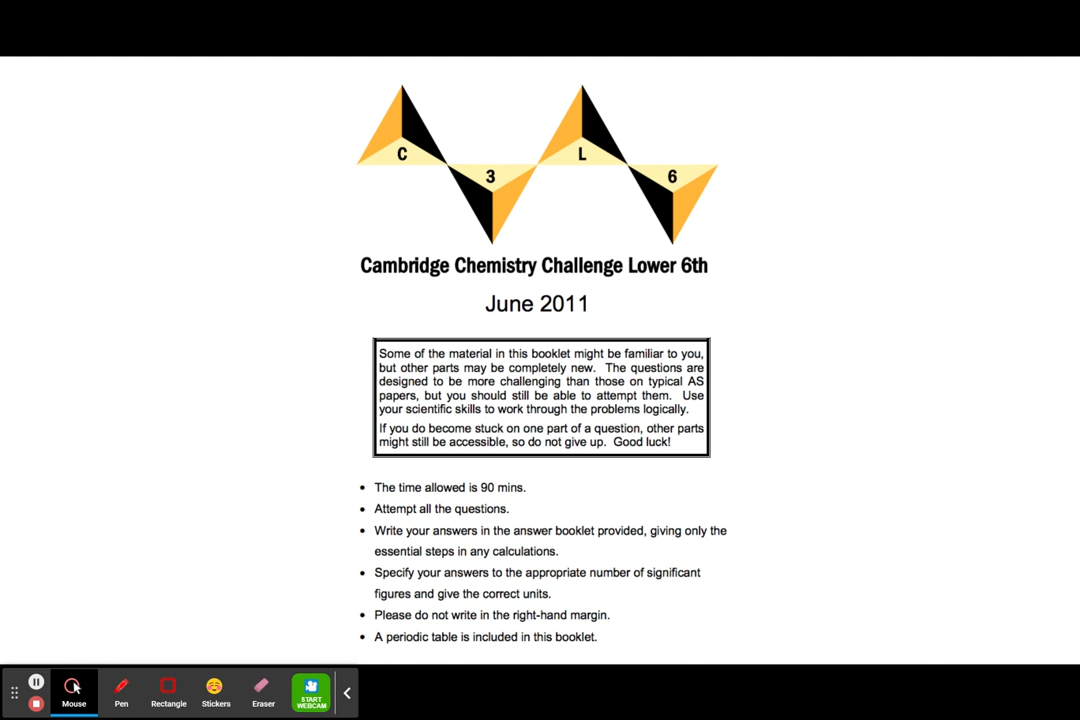 C
3
L
6
Cambridge Chemistry Challenge Lower 6th
June 2011
Some of the material in this booklet might be familiar to you,
but other parts may be completely new. The questions are
designed to be more challenging than those on typical AS
papers, but you should still be able to attempt them. Use
your scientific skills to work through the problems logically.
If you do become stuck on one part of a question, other parts
might still be accessible, so do not give up. Good luck!
• The time allowed is 90 mins.
• Attempt all the questions.
• Write your answers in the answer booklet provided, giving only the
essential steps in any calculations.
• Specify your answers to the appropriate number of significant
figures and give the correct units.
• Please do not write in the right-hand margin.
• A periodic table is included in this booklet.
Mouse
Pen
Rectangle
Stickers
Eraser
START
WEBCAM